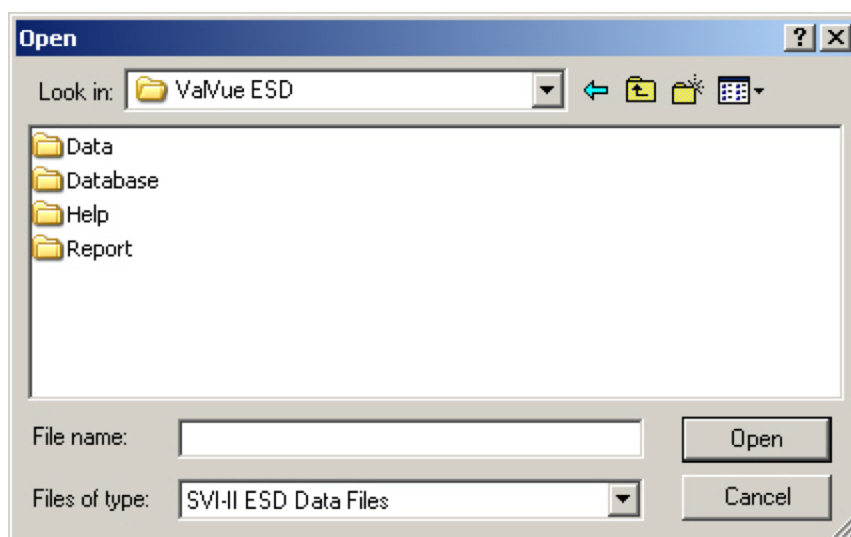 Open
Look in: ValVue ESD
Data
Database
Help
Report
File name:
Open
Files of type: SVI-II ESD Data Files
Cancel